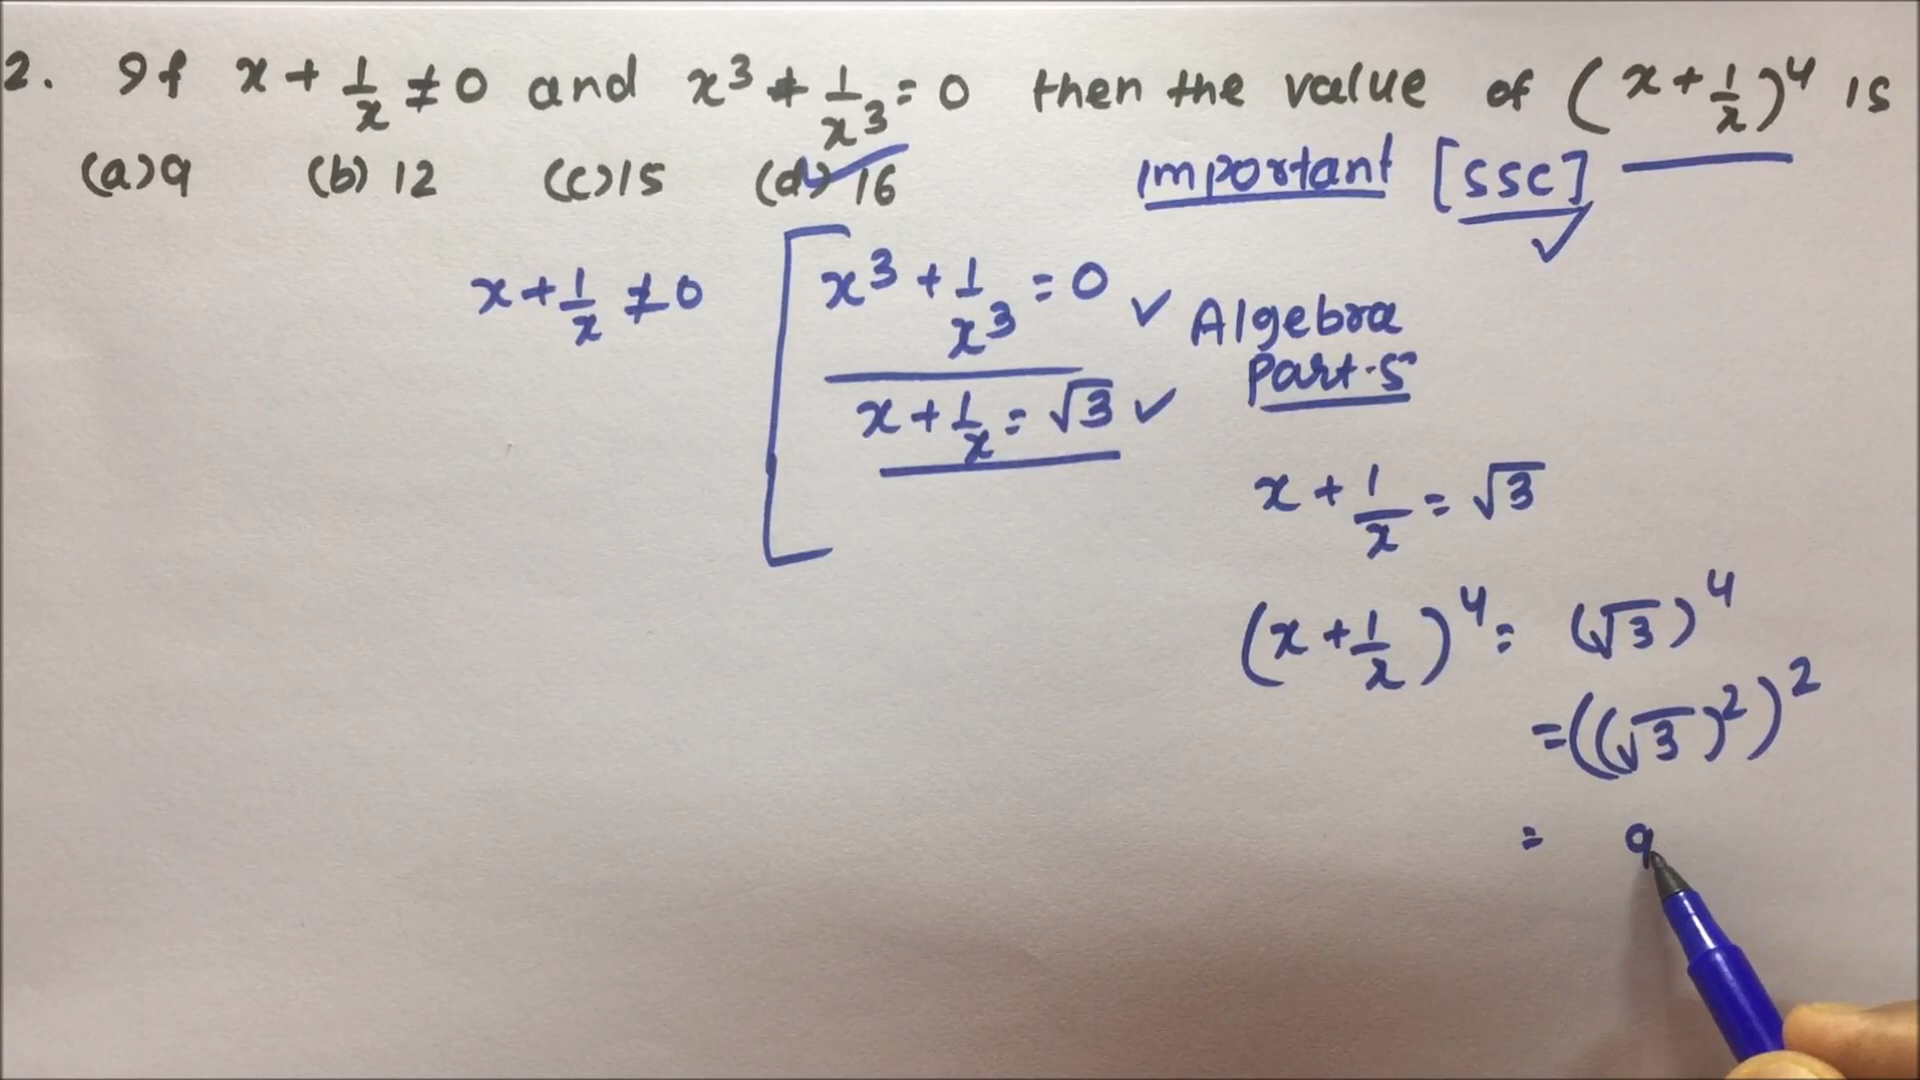 2. If x + 1/x ≠ 0 and x³ + 1/x³ = 0 then the value of (x + 1/x)⁴ is
(a) 9 (b) 12 (c) 15 (d) 16
Important [SSC] ✓
x + 1/x ≠ 0
x³ + 1/x³ = 0 ✓
x + 1/x = √3 ✓
Algebra
Part-5
x + 1/x = √3
(x + 1/x)⁴ = (√3)⁴
= ((√3)²)²
= 9